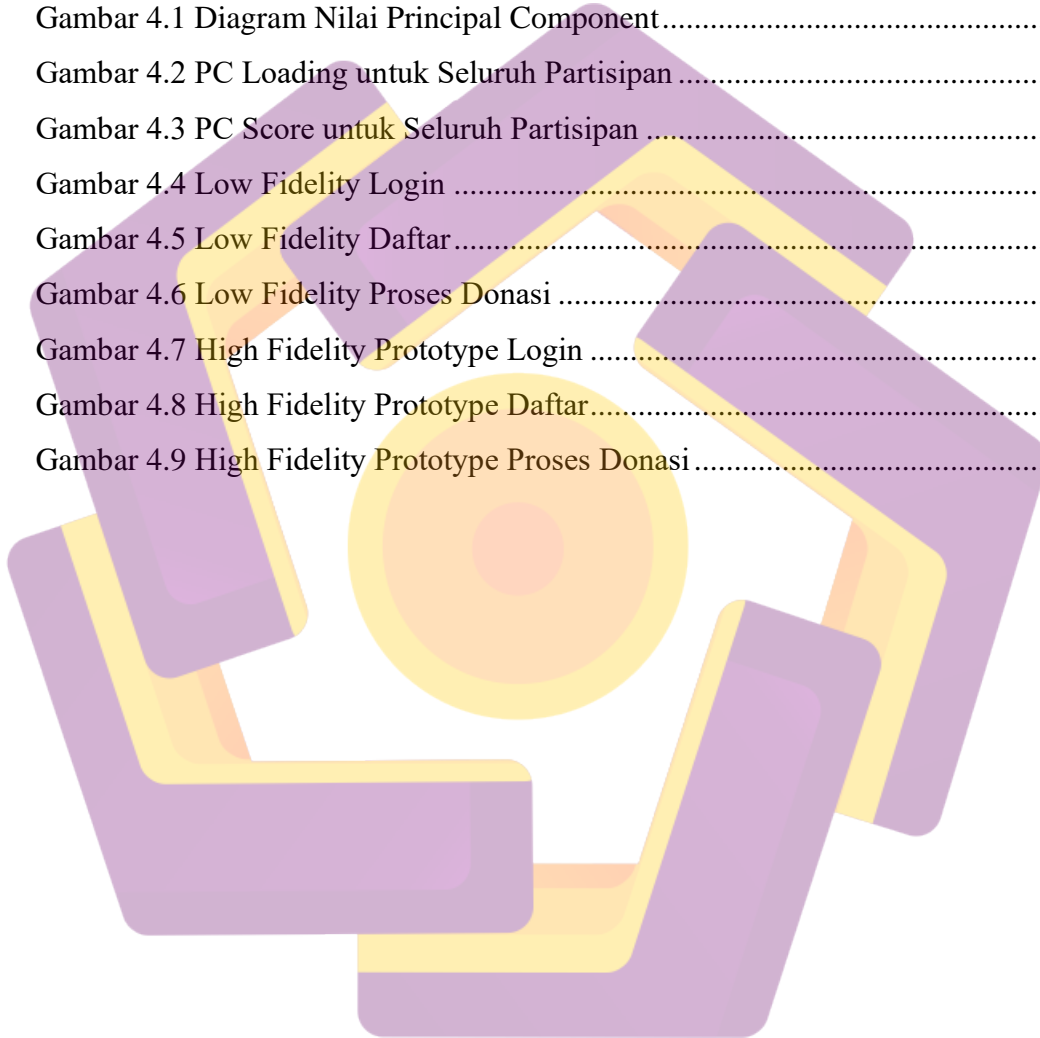 Gambar 4.1 Diagram Nilai Principal Component................................................
Gambar 4.2 PC Loading untuk Seluruh Partisipan .............................................
Gambar 4.3 PC Score untuk Seluruh Partisipan .................................................
Gambar 4.4 Low Fidelity Login .........................................................................
Gambar 4.5 Low Fidelity Daftar.........................................................................
Gambar 4.6 Low Fidelity Proses Donasi ............................................................
Gambar 4.7 High Fidelity Prototype Login ........................................................
Gambar 4.8 High Fidelity Prototype Daftar........................................................
Gambar 4.9 High Fidelity Prototype Proses Donasi...........................................